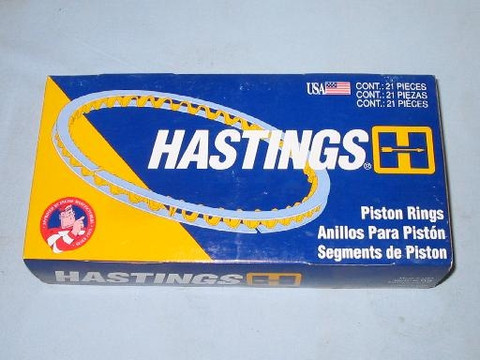 USA
CONT.: 21 PIECES
CONT.: 21 PIEZAS
CONT.: 21 PIÈCES
HASTINGS® H
Piston Rings
Anillos Para Pistón
Segments de Piston
HASTINGS H